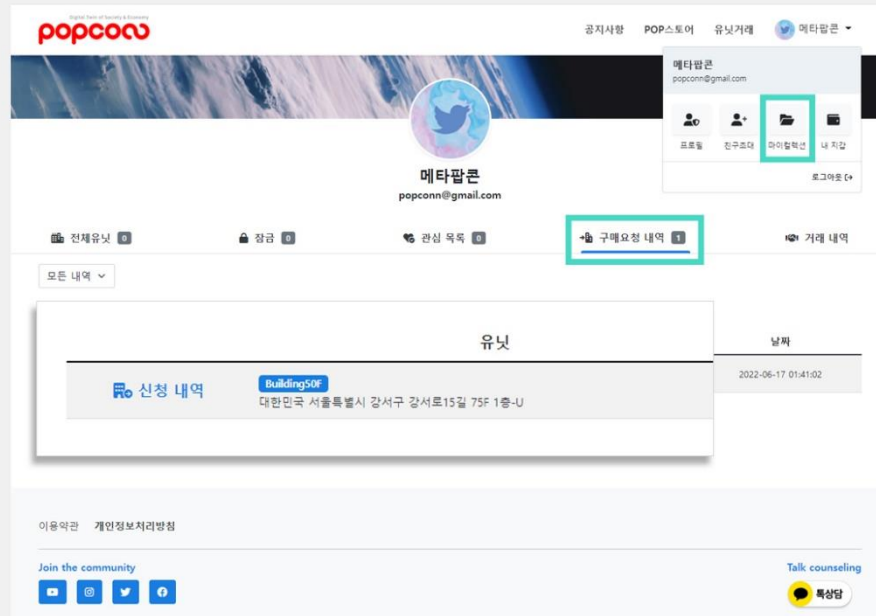 Digital Twin of Society & Economy
popcoco
공지사항 POP스토어 유닛거래 메타팝콘
메타팝콘
popconn@gmail.com
프로필 친구초대 마이컬렉션 내 지갑
로그아웃
메타팝콘
popconn@gmail.com
전체유닛 0 잠금 0 관심 목록 0 구매요청 내역 1 거래 내역
모든 내역
유닛 날짜
신청 내역
Building50F
대한민국 서울특별시 강서구 강서로15길 75F 1층-U
2022-06-17 01:41:02
이용약관 개인정보처리방침
Join the community Talk counseling
톡상담